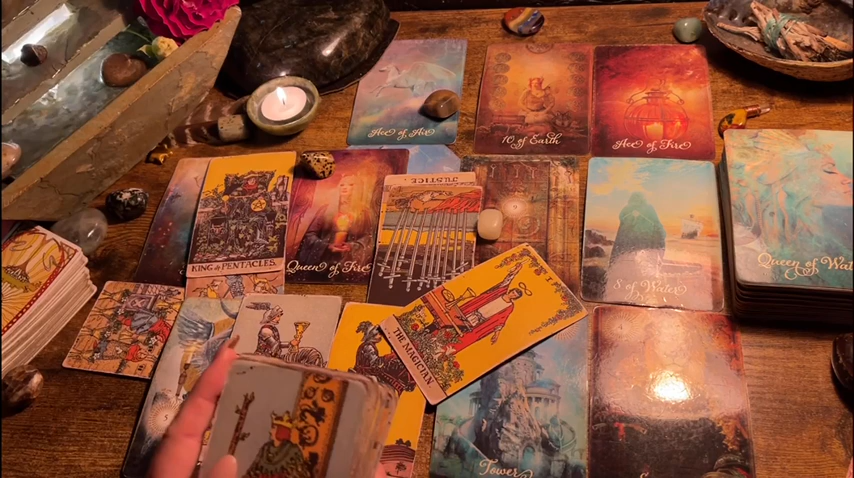 Ace of Air
10 of Earth
Ace of Fire
JUSTICE.
KING of PENTACLES.
Queen of Fire
8 of Water
Queen of Wat
I
THE MAGICIAN.
Tower